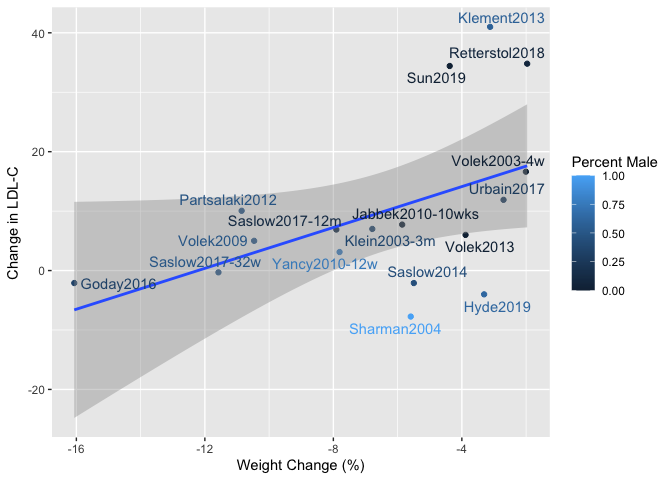 Klement2013
Retterstol2018
Sun2019
Volek2003-4w
Urbain2017
Partsalaki2012
Saslow2017-12m
Jabbek2010-10wks
Volek2009
Klein2003-3m
Volek2013
Saslow2017-32w
Yancy2010-12w
Goday2016
Saslow2014
Hyde2019
Sharman2004
40
20
0
-20
-16
-12
-8
-4
Weight Change (%)
Change in LDL-C
Percent Male
1.00
0.75
0.50
0.25
0.00